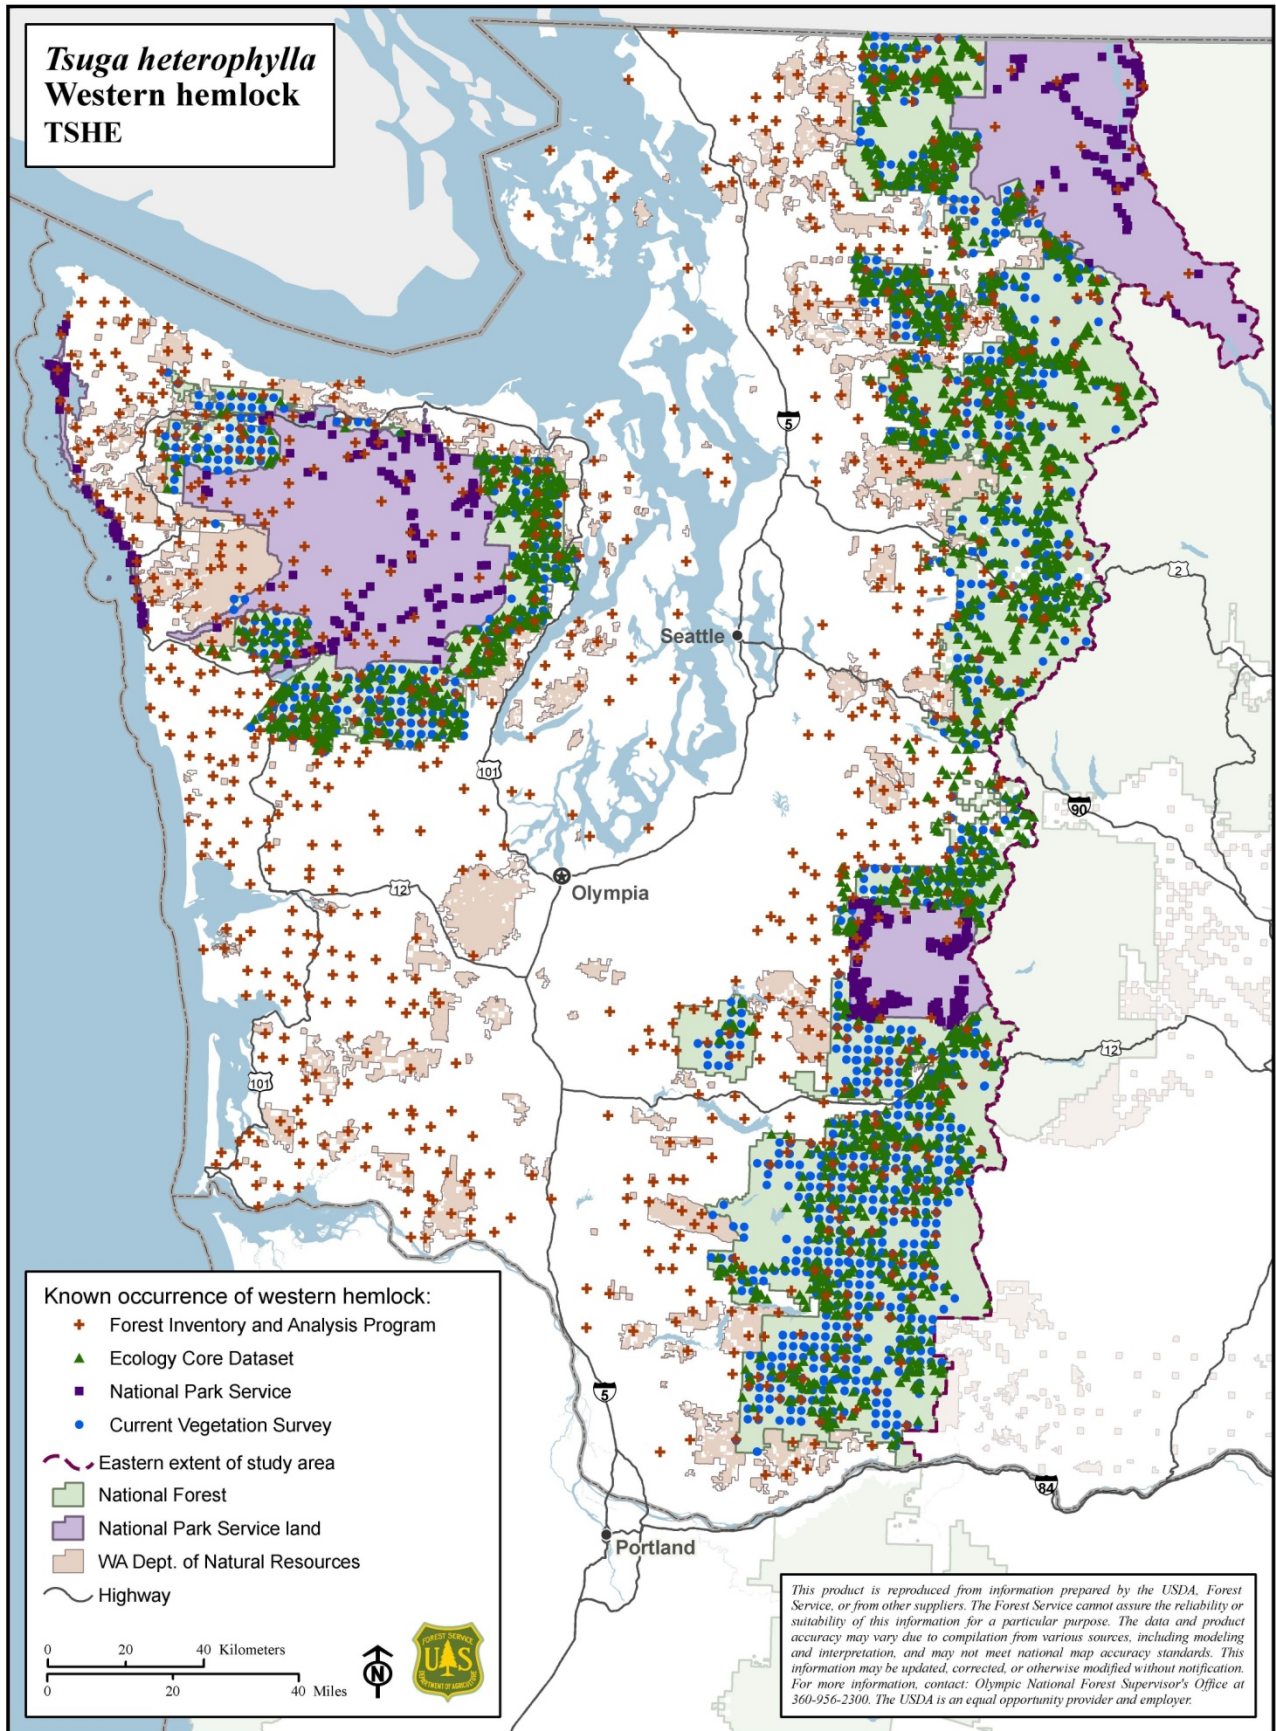 Tsuga heterophylla
Western hemlock
TSHE
5
2
Seattle
101
90
12
Olympia
12
101
Known occurrence of western hemlock:
Forest Inventory and Analysis Program
Ecology Core Dataset
National Park Service
Current Vegetation Survey
Eastern extent of study area
National Forest
National Park Service land
WA Dept. of Natural Resources
Highway
0 20 40 Kilometers
0 20 40 Miles
N
FOREST SERVICE
U S
DEPARTMENT OF AGRICULTURE
5
84
Portland
This product is reproduced from information prepared by the USDA, Forest
Service, or from other suppliers. The Forest Service cannot assure the reliability or
suitability of this information for a particular purpose. The data and product
accuracy may vary due to compilation from various sources, including modeling
and interpretation, and may not meet national map accuracy standards. This
information may be updated, corrected, or otherwise modified without notification.
For more information, contact: Olympic National Forest Supervisor's Office at
360-956-2300. The USDA is an equal opportunity provider and employer.